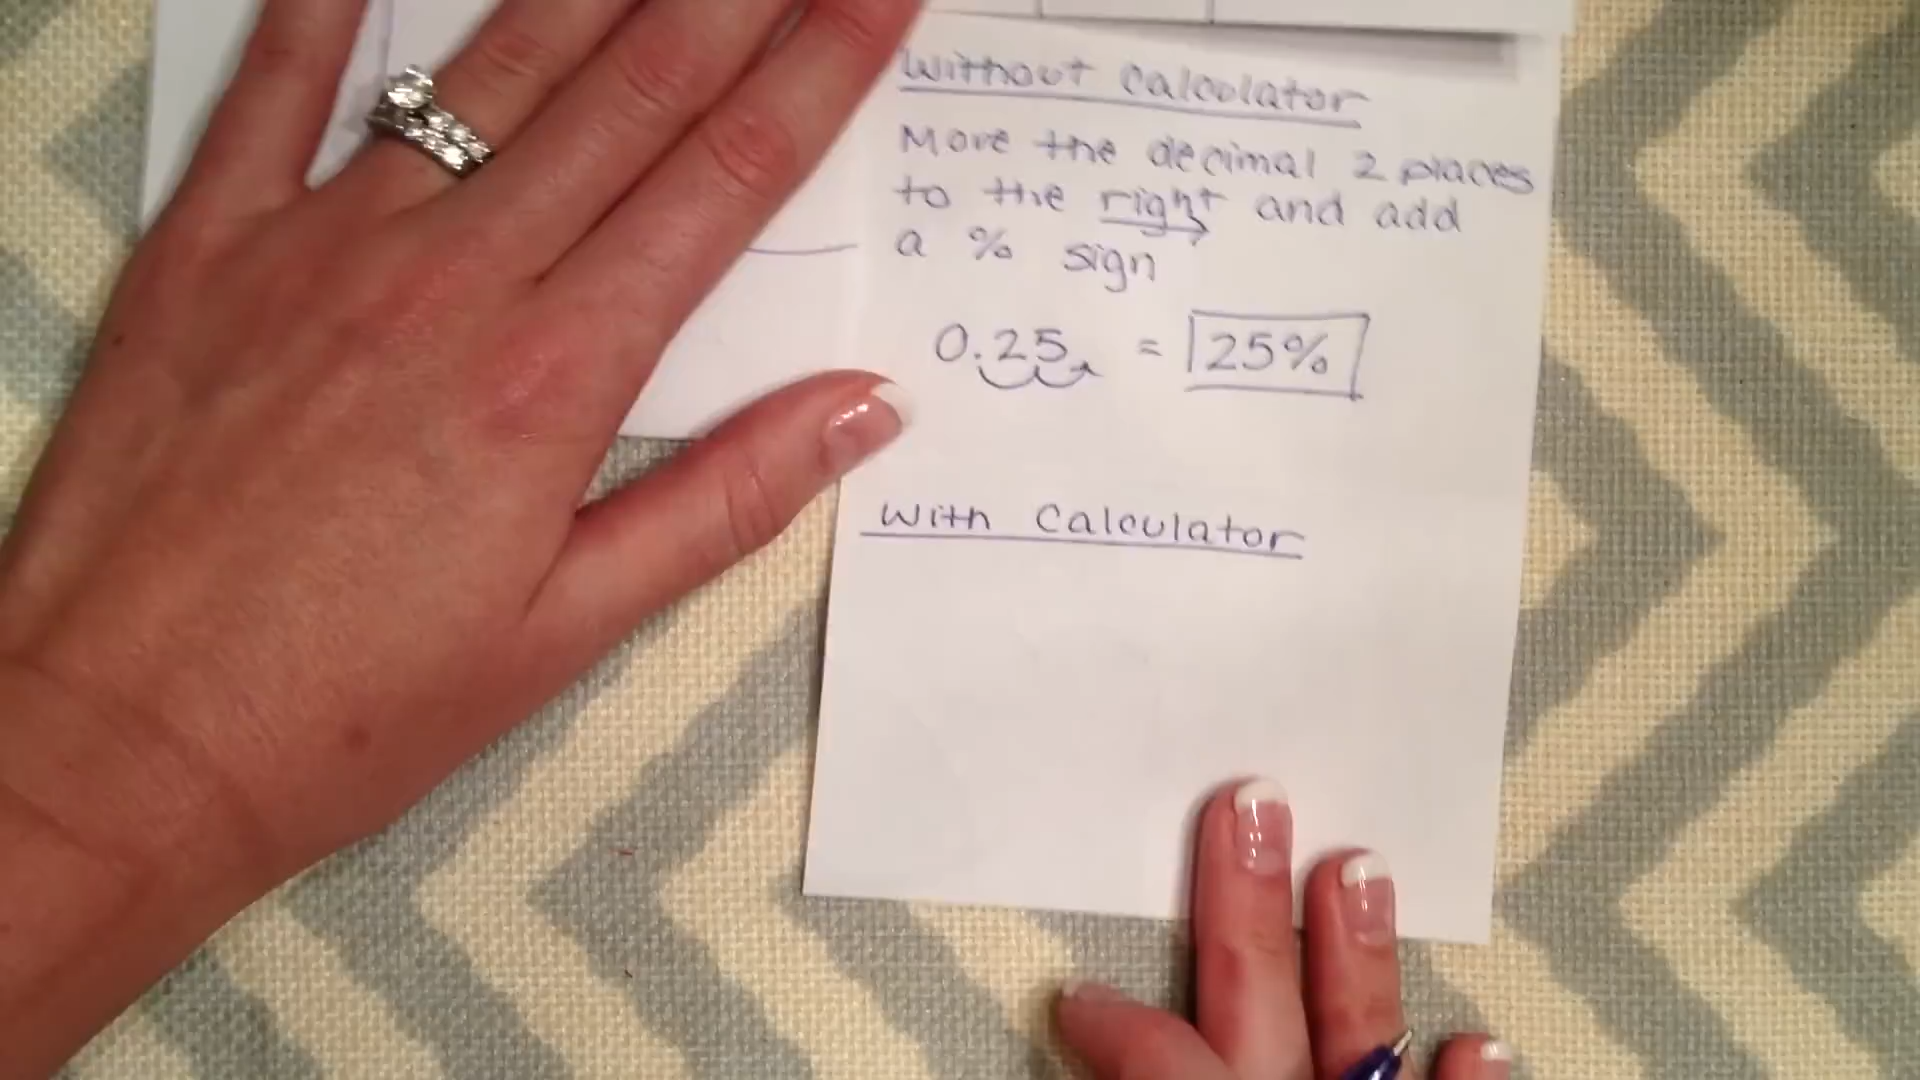 Without Calculator
Move the decimal 2 places
to the right and add
a % sign
0.25 = 25%
With Calculator